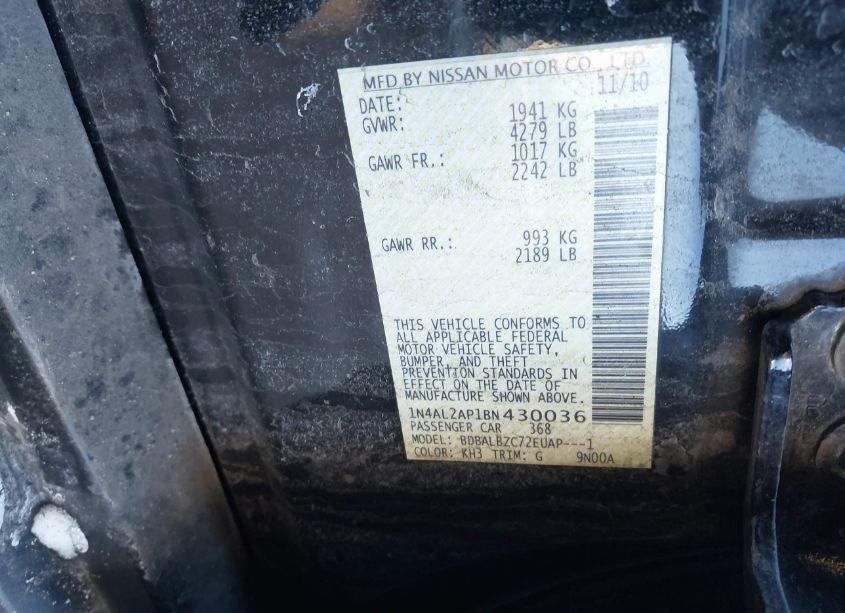 MFD BY NISSAN MOTOR CO., LTD.
DATE: 11/10
GVWR: 1941 KG
4279 LB
GAWR FR.: 1017 KG
2242 LB
GAWR RR.: 993 KG
2189 LB
THIS VEHICLE CONFORMS TO
ALL APPLICABLE FEDERAL
MOTOR VEHICLE SAFETY,
BUMPER, AND THEFT
PREVENTION STANDARDS IN
EFFECT ON THE DATE OF
MANUFACTURE SHOWN ABOVE.
1N4AL2AP1BN430036
PASSENGER CAR 368
MODEL: BDBALBZC72EUAP---1
COLOR: KH3 TRIM: G 9N00A